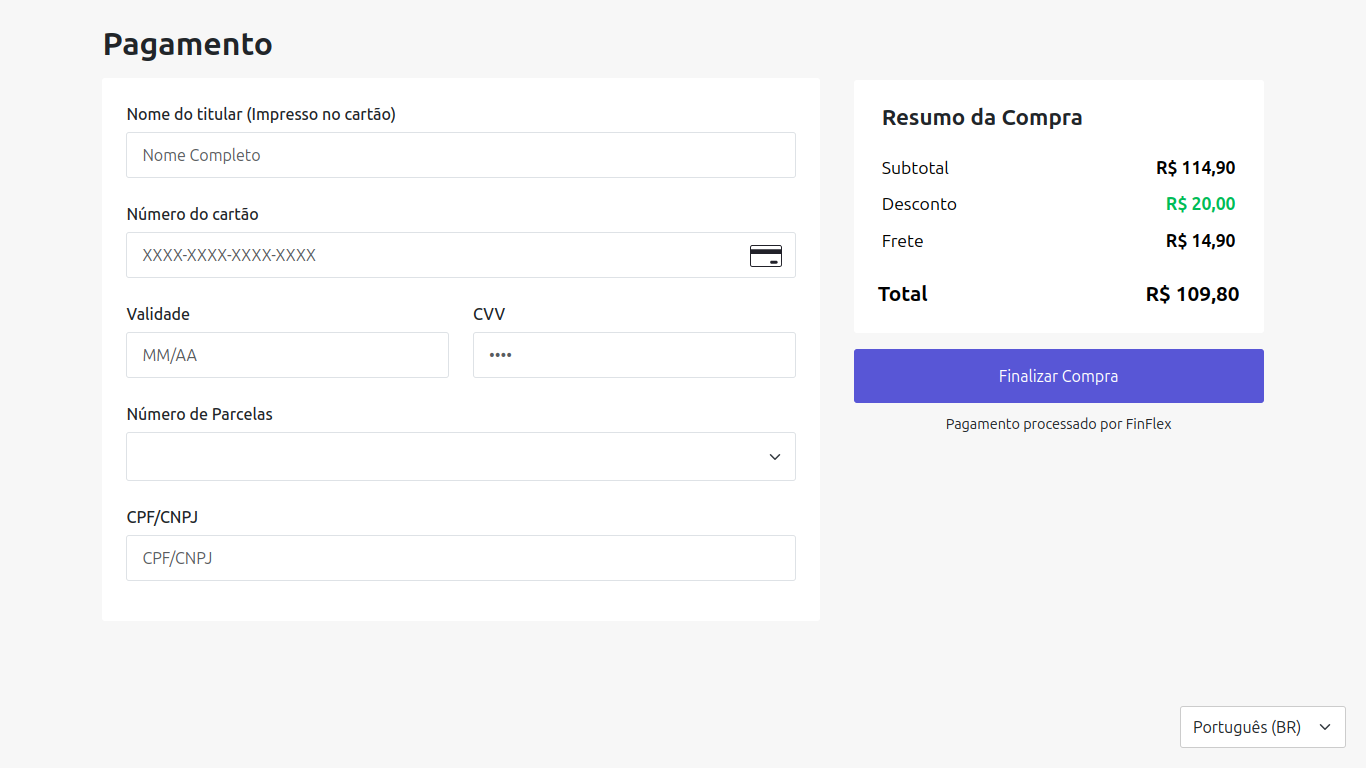 Pagamento
Nome do titular (Impresso no cartão)
Nome Completo
Número do cartão
XXXX-XXXX-XXXX-XXXX
Validade
CVV
MM/AA
••••
Número de Parcelas
CPF/CNPJ
CPF/CNPJ
Resumo da Compra
Subtotal R$ 114,90
Desconto R$ 20,00
Frete R$ 14,90
Total R$ 109,80
Finalizar Compra
Pagamento processado por FinFlex
Português (BR)